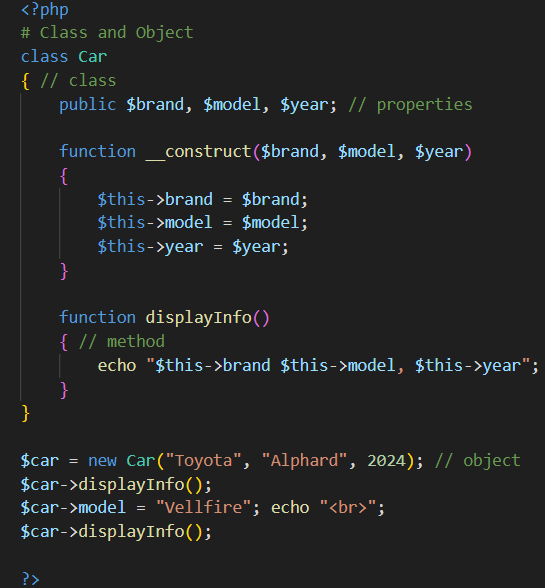 <?php
# Class and Object
class Car
{ // class
    public $brand, $model, $year; // properties

    function __construct($brand, $model, $year)
    {
        $this->brand = $brand;
        $this->model = $model;
        $this->year = $year;
    }

    function displayInfo()
    { // method
        echo "$this->brand $this->model, $this->year";
    }
}

$car = new Car("Toyota", "Alphard", 2024); // object
$car->displayInfo();
$car->model = "Vellfire"; echo "<br>";
$car->displayInfo();

?>